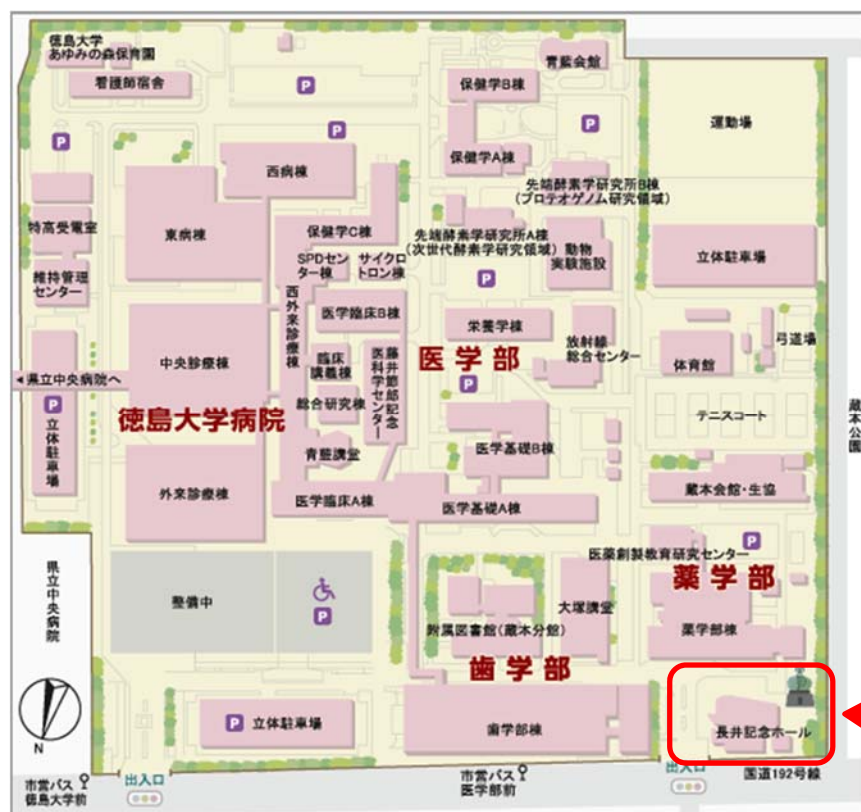 徳島大学
あゆみの森保育園
看護師宿舎
P
P
P
西病棟
東病棟
特高受電室
維持管理
センター
保健学C棟
SPDセン
ター棟
サイクロ
トロン棟
西外来診療棟
医学臨床B棟
臨床
講義棟
藤井節郎記念
医科学センター
総合研究棟
青藍講堂
中央診療棟
◀県立中央病院へ
P
立体駐車場
徳島大学病院
外来診療棟
医学臨床A棟
青藍会館
保健学B棟
P
保健学A棟
先端酵素学研究所B棟
(プロテオゲノム研究領域)
先端酵素学研究所A棟
(次世代酵素学研究領域)
動物
実験施設
P
栄養学棟
放射線
総合センター
医学部
P
医学基礎B棟
医学基礎A棟
運動場
立体駐車場
弓道場
体育館
テニスコート
蔵本公園
蔵本会館・生協
医薬創製教育研究センター
P
薬学部
薬学部棟
県立中央病院
整備中
P
附属図書館(蔵本分館)
大塚講堂
歯学部
P 立体駐車場
歯学部棟
長井記念ホール
N
市営バス
徳島大学前
出入口
市営バス
医学部前
出入口
国道192号線